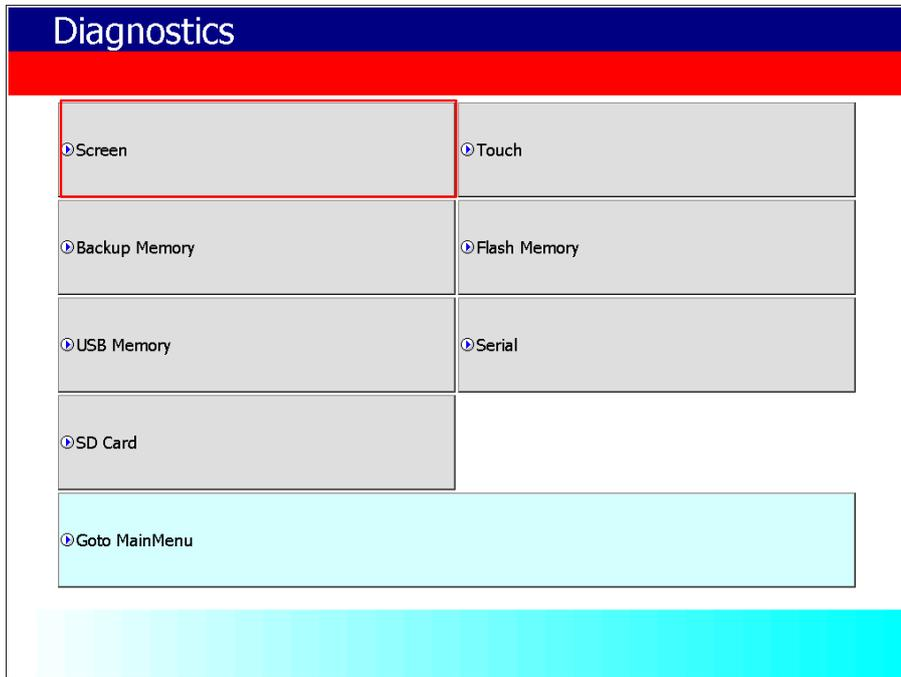 Diagnostics
Screen
Touch
Backup Memory
Flash Memory
USB Memory
Serial
SD Card
Goto MainMenu